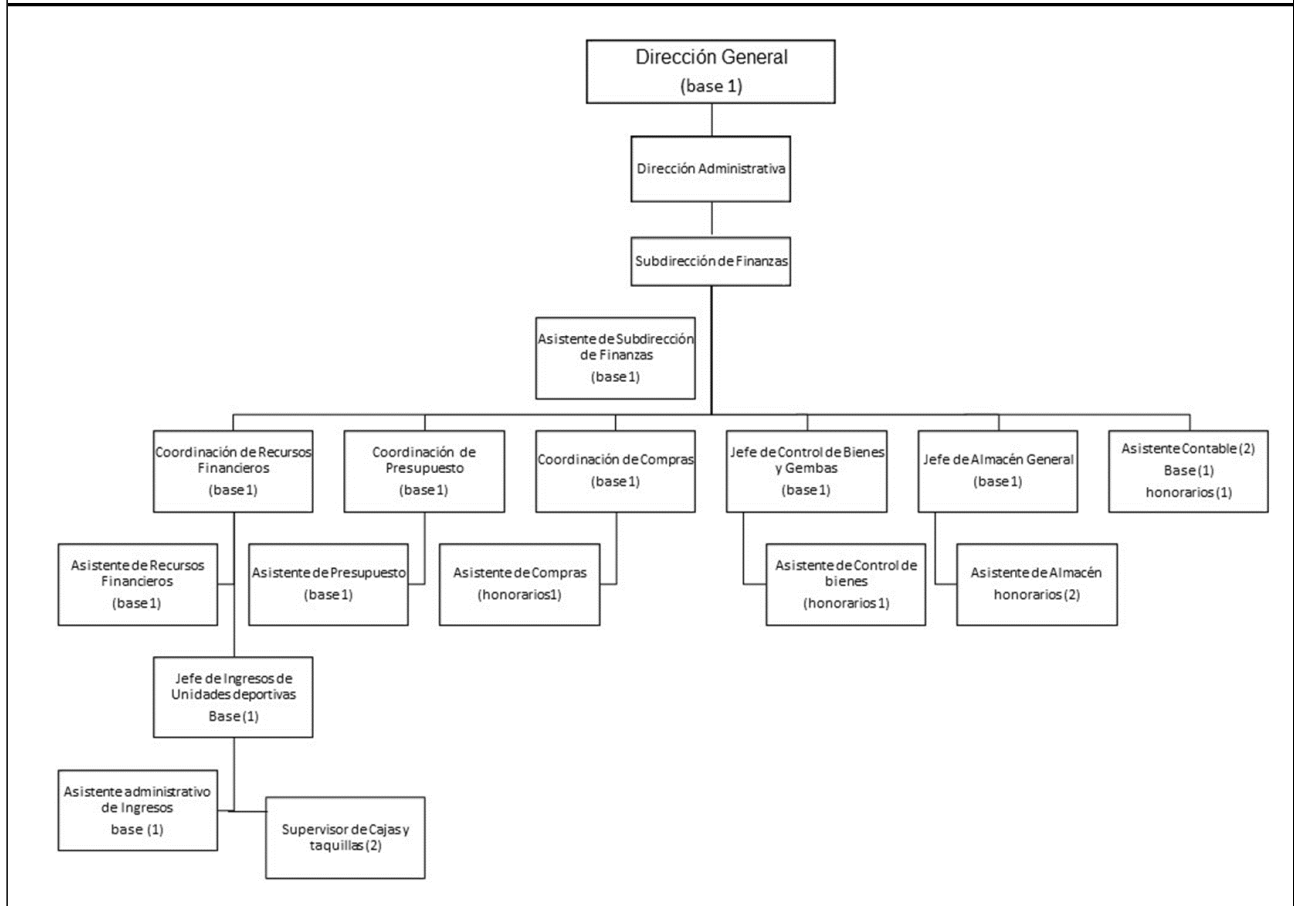 Dirección General
(base 1)
Dirección Administrativa
Subdirección de Finanzas
Asistente de Subdirección
de Finanzas
(base 1)
Coordinación de Recursos
Financieros
(base 1)
Coordinación de
Presupuesto
(base 1)
Coordinación de Compras
(base 1)
Jefe de Control de Bienes
y Gembas
(base 1)
Jefe de Almacén General
(base 1)
Asistente Contable (2)
Base (1)
honorarios (1)
Asistente de Recursos
Financieros
(base 1)
Asistente de Presupuesto
(base 1)
Asistente de Compras
(honorarios1)
Asistente de Control de
bienes
(honorarios 1)
Asistente de Almacén
honorarios (2)
Jefe de Ingresos de
Unidades deportivas
Base (1)
Asistente administrativo
de Ingresos
base (1)
Supervisor de Cajas y
taquillas (2)